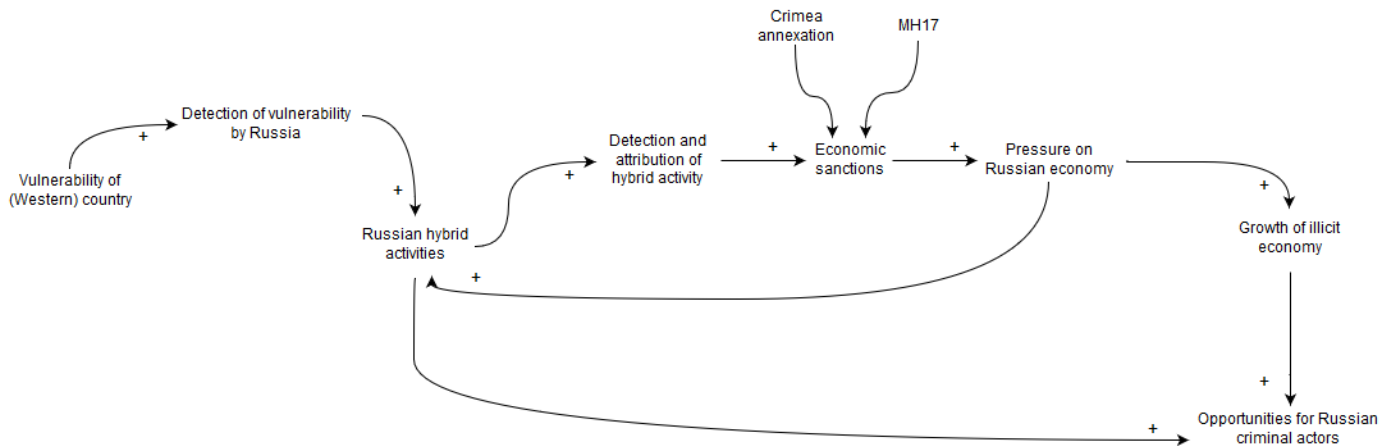 Crimea
annexation
MH17
Detection of vulnerability
by Russia
+
Vulnerability of
(Western) country
+
Detection and
attribution of
hybrid activity
+
+
Economic
sanctions
+
Pressure on
Russian economy
+
Growth of illicit
economy
Russian hybrid
activities
+
+
Opportunities for Russian
criminal actors
+